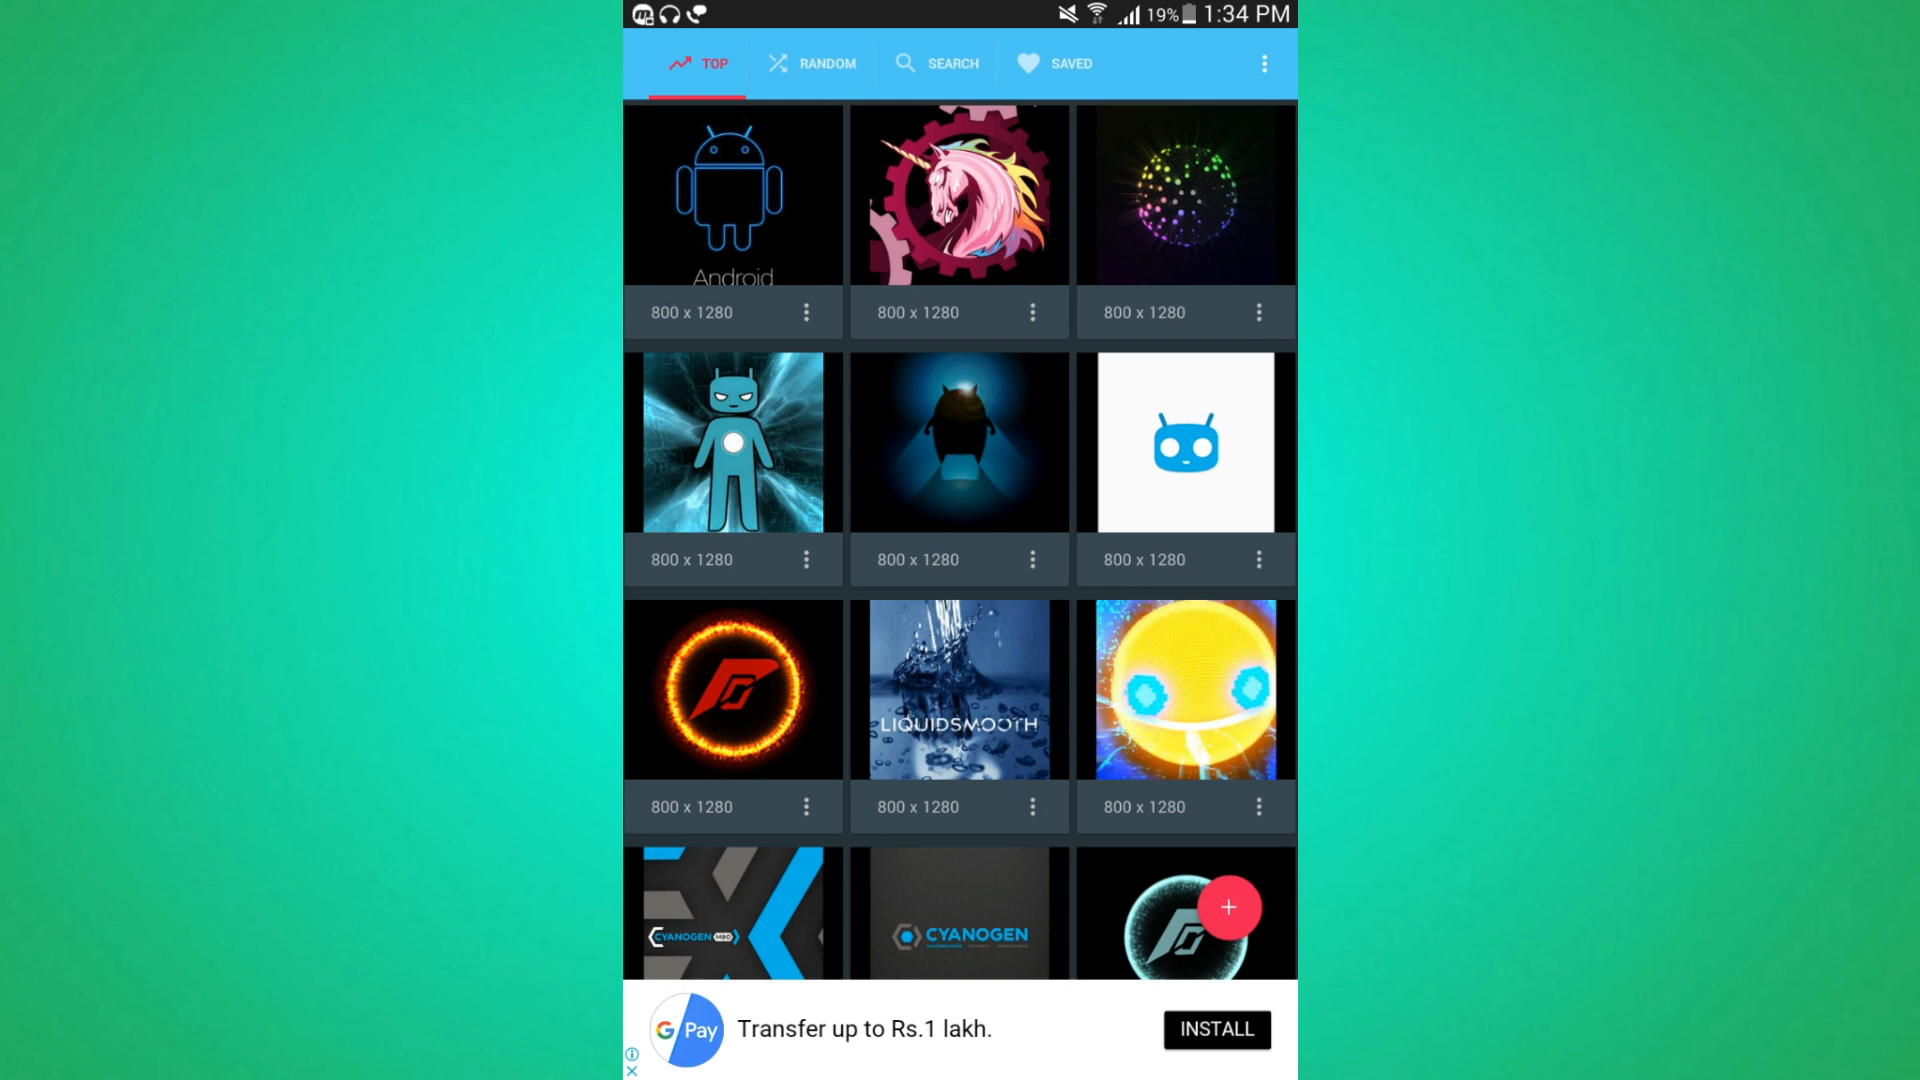 19% 1:34 PM
TOP RANDOM SEARCH SAVED
Android
800 x 1280 800 x 1280 800 x 1280
800 x 1280 800 x 1280 800 x 1280
LIQUIDSMOOTH
800 x 1280 800 x 1280 800 x 1280
CYANOGEN MOD CYANOGEN
G Pay Transfer up to Rs.1 lakh. INSTALL